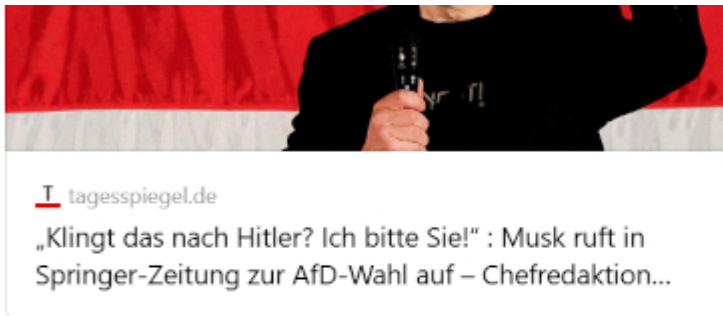 T tagesspiegel.de
„Klingt das nach Hitler? Ich bitte Sie!“ : Musk ruft in
Springer-Zeitung zur AfD-Wahl auf – Chefredaktion...